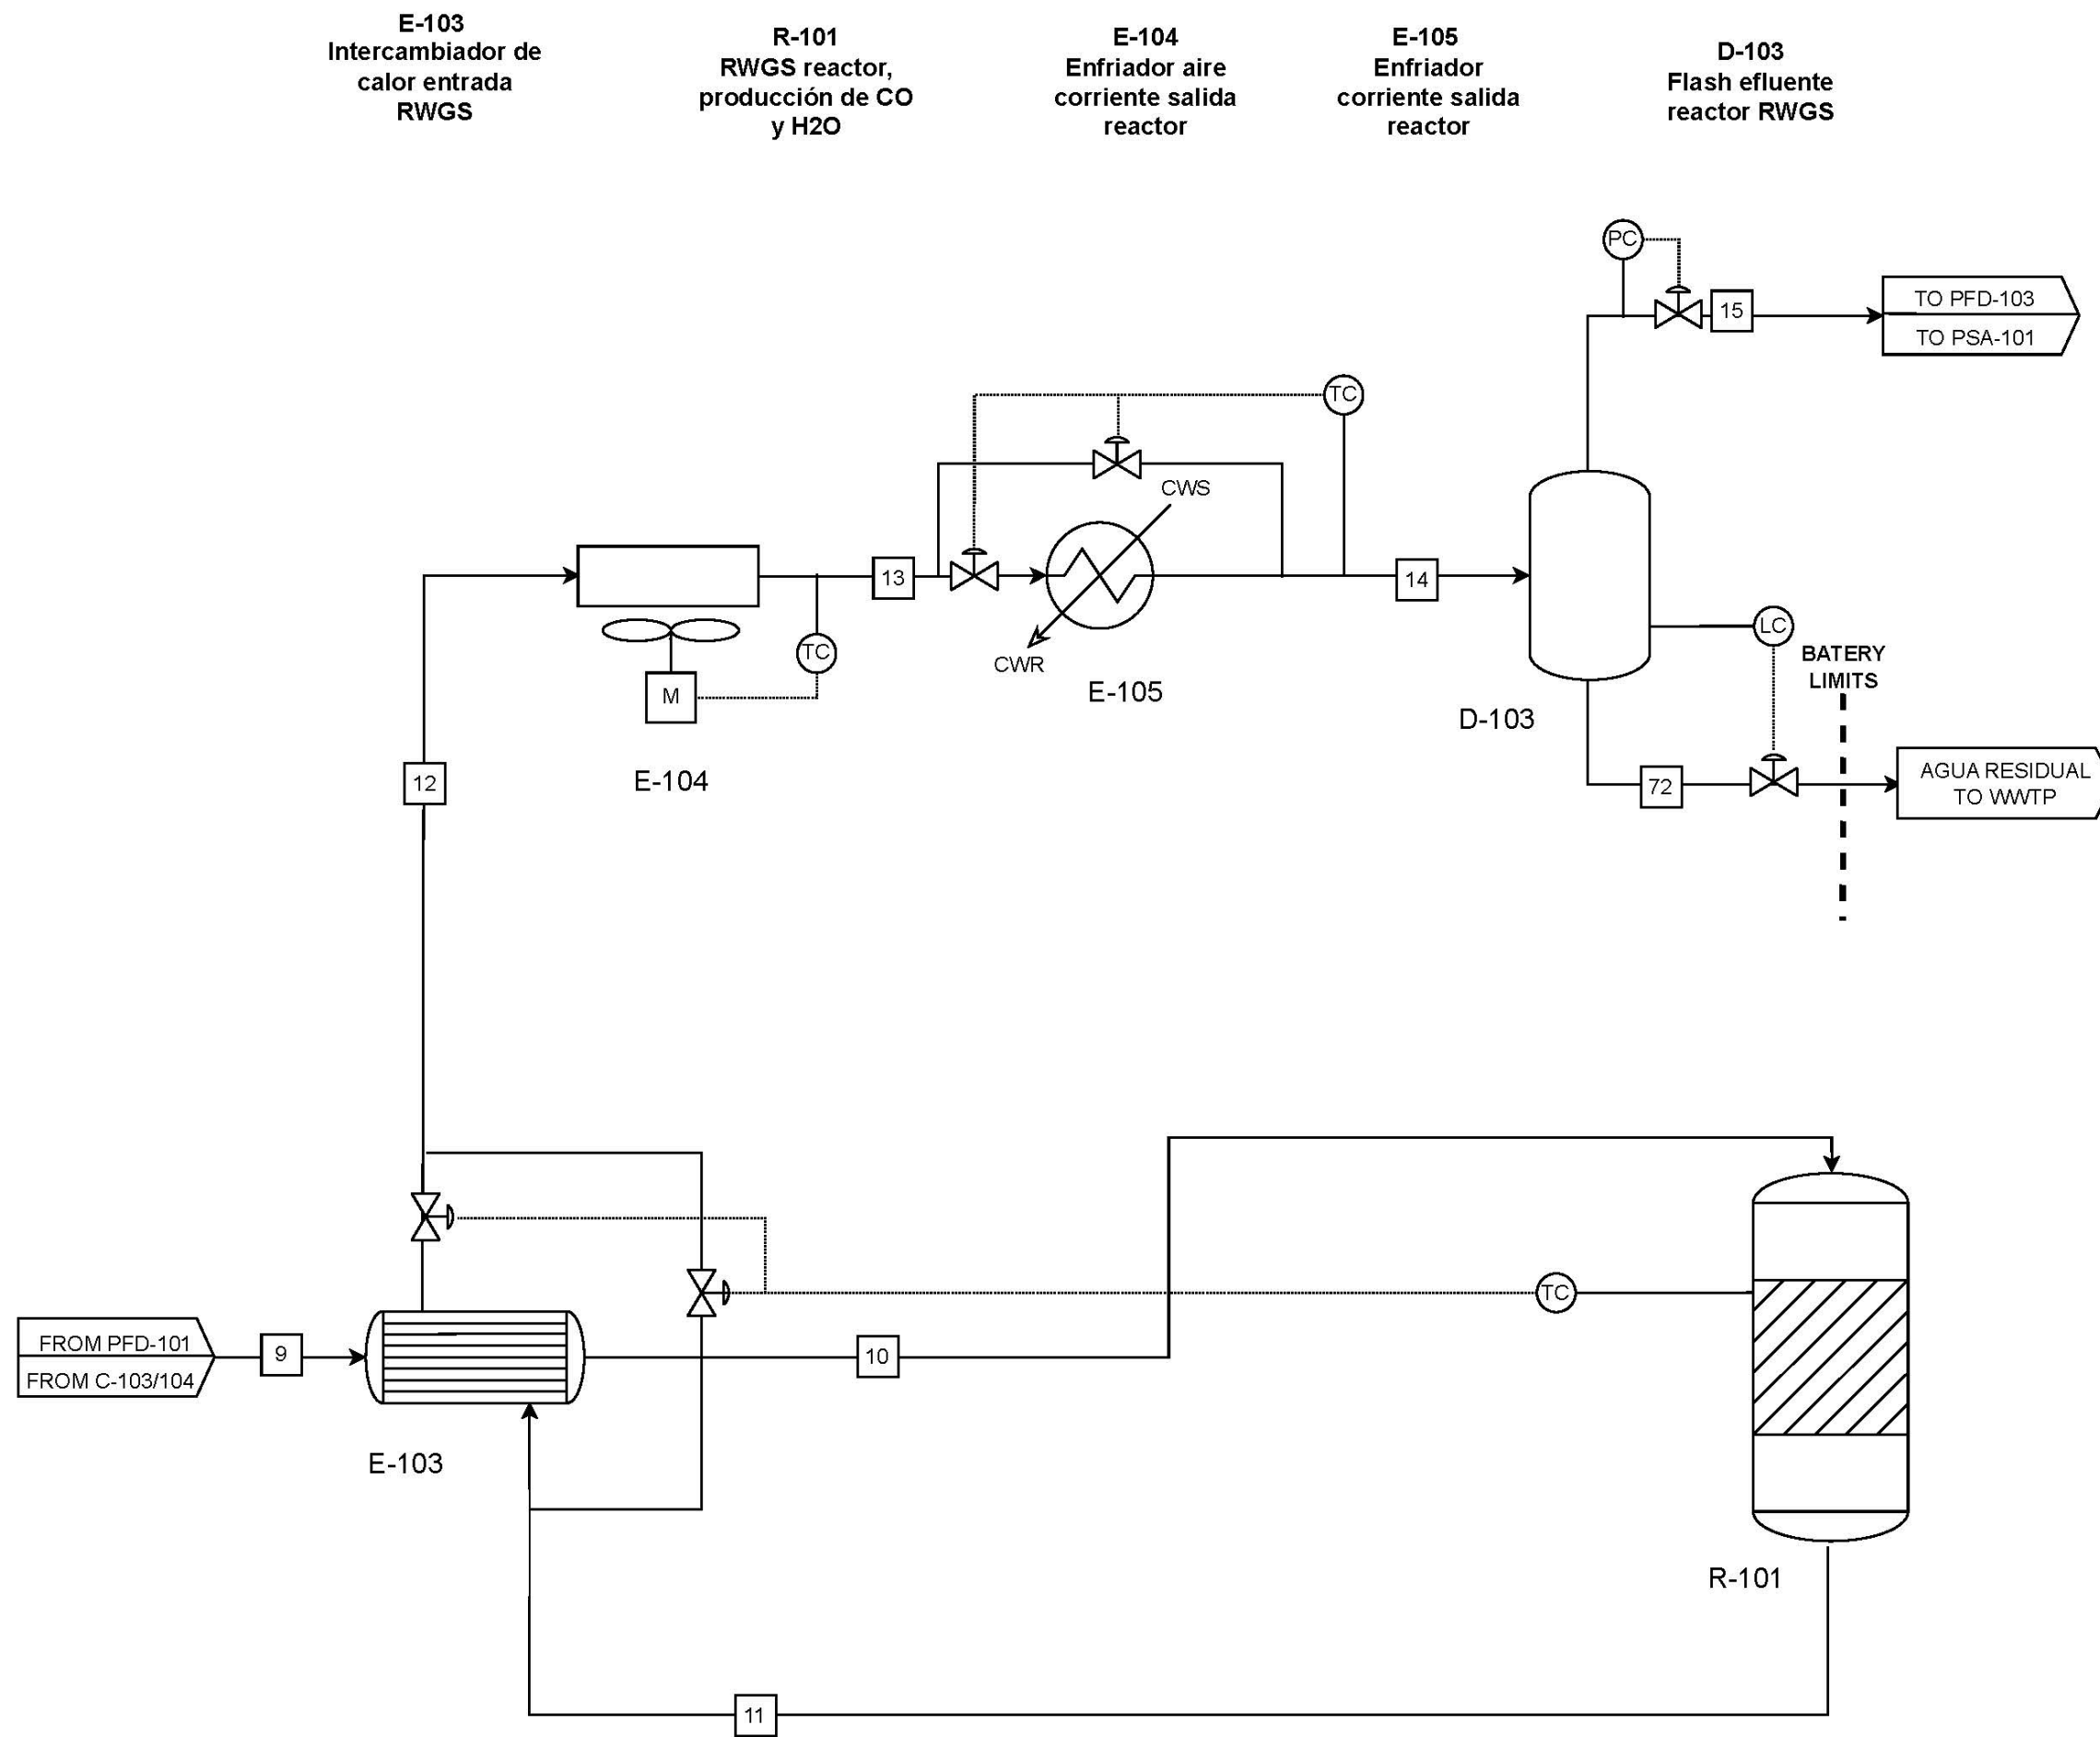 E-103
Intercambiador de
calor entrada
RWGS
R-101
RWGS reactor,
producción de CO
y H2O
E-104
Enfriador aire
corriente salida
reactor
E-105
Enfriador
corriente salida
reactor
D-103
Flash efluente
reactor RWGS
PC
15
TO PFD-103
TO PSA-101
TC
CWS
13
14
CWR
E-105
TC
M
E-104
LC
BATERY
LIMITS
D-103
72
AGUA RESIDUAL
TO WWTP
12
TC
FROM PFD-101
FROM C-103/104
9
10
E-103
R-101
11